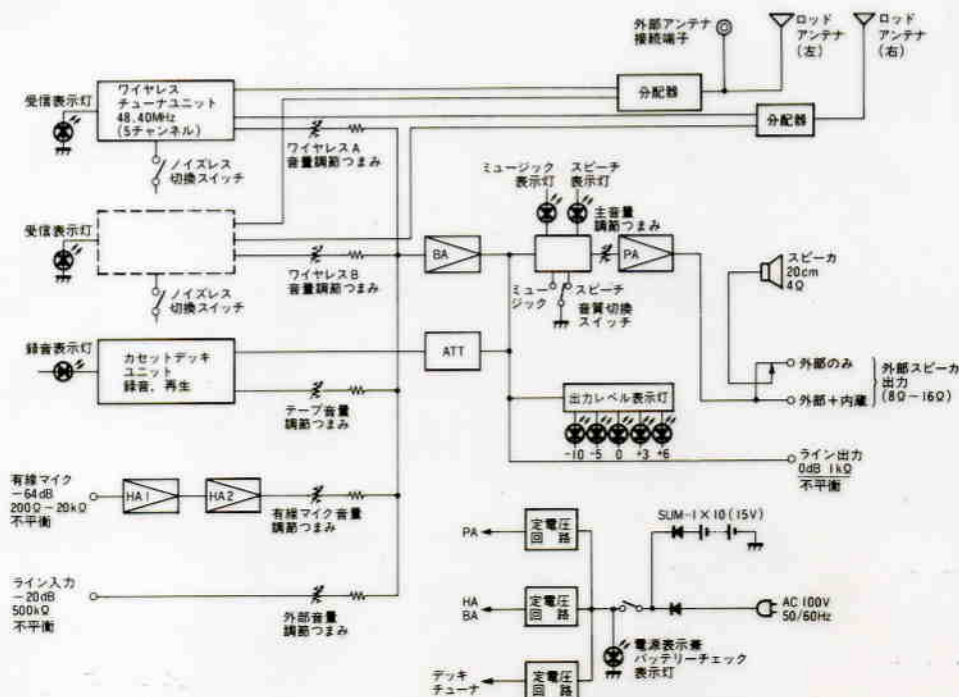 外部アンテナ
接続端子
ロッド
アンテナ
(左)
ロッド
アンテナ
(右)
受信表示灯
ワイヤレス
チューナユニット
48.40MHz
(5チャンネル)
分配器
分配器
ワイヤレスA
音量調節つまみ
ノイズレス
切換スイッチ
ミュージック
表示灯
スピーチ
表示灯
主音量
調節つまみ
受信表示灯
BA
PA
ワイヤレスB
音量調節つまみ
ノイズレス
切換スイッチ
ミュー
ジック
スピーチ
音質切換
スイッチ
スピーカ
20cm
4Ω
録音表示灯
カセットデッキ
ユニット
録音,再生
ATT
テープ音量
調節つまみ
出力レベル表示灯
-10 -5 0 +3 +6
外部のみ
外部+内蔵
外部スピーカ
出力
(8Ω-16Ω)
ライン出力
0dB 1kΩ
不平衡
有線マイク
-64dB
200Ω-20kΩ
不平衡
HA1
HA2
有線マイク音量
調節つまみ
ライン入力
-20dB
500kΩ
不平衡
外部音量
調節つまみ
PA
定電圧
回路
SUM-1×10(15V)
HA
BA
定電圧
回路
AC 100V
50/60Hz
電源表示兼
バッテリーチェック
表示灯
デッキ
チューナ
定電圧
回路